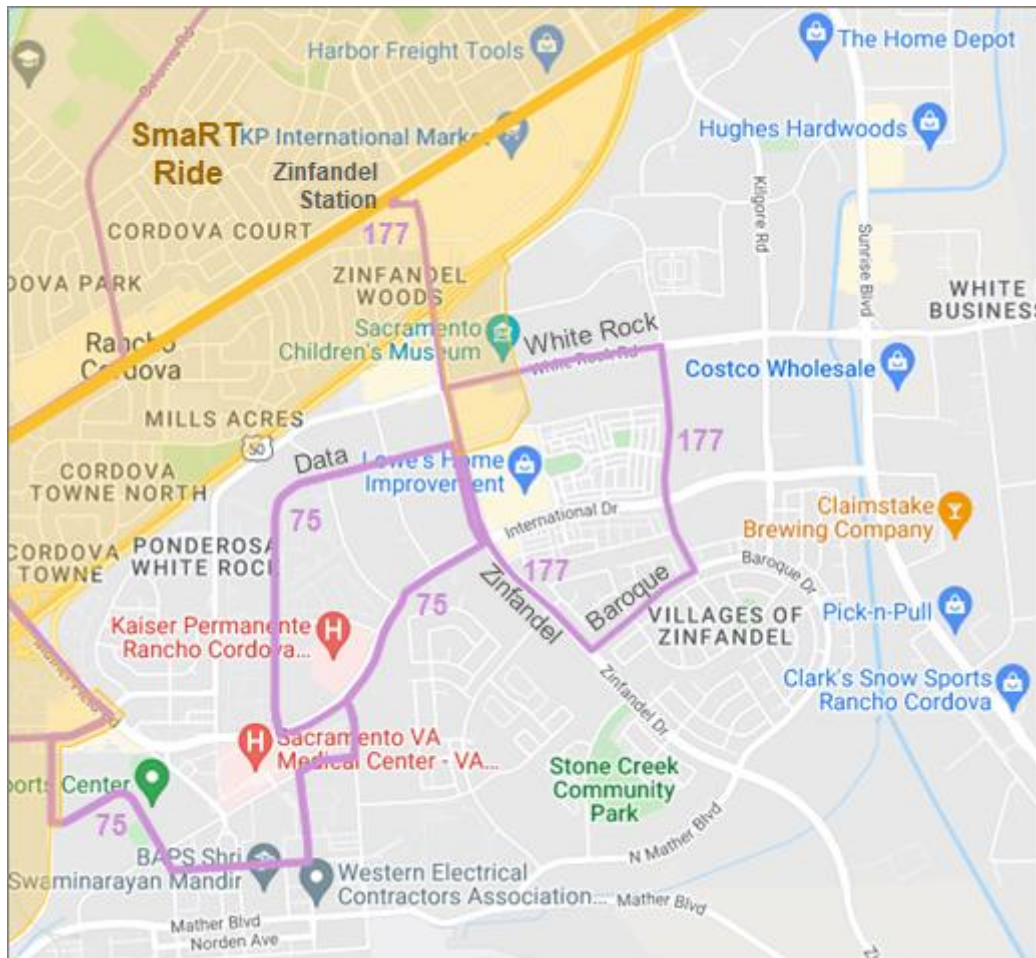 Harbor Freight Tools
The Home Depot
SmaRT
Ride
KP International Market
Zinfandel
Station
Hughes Hardwoods
177
CORDOVA COURT
Kilgore Rd
Sunrise Blvd
DOVA PARK
ZINFANDEL
WOODS
WHITE
BUSINESS
Sacramento
Children's Museum
White Rock
White Rock Rd
Rancho
Cordova
Costco Wholesale
MILLS ACRES
50
Data
177
CORDOVA
TOWNE NORTH
Lowe's Home
Improvement
75
International Dr
Claimstake
Brewing Company
CORDOVA
TOWNE
PONDEROSA
WHITE ROCK
Zinfandel
177
Baroque
Baroque Dr
75
Kaiser Permanente
Rancho Cordova...
VILLAGES OF
ZINFANDEL
Pick-n-Pull
Zinfandel Dr
Clark's Snow Sports
Rancho Cordova
Sacramento VA
Medical Center - VA...
ports Center
Stone Creek
Community
Park
75
BAPS Shri
Swaminarayan Mandir
N Mather Blvd
Western Electrical
Contractors Association...
Mather Blvd
Mather Blvd
Norden Ave